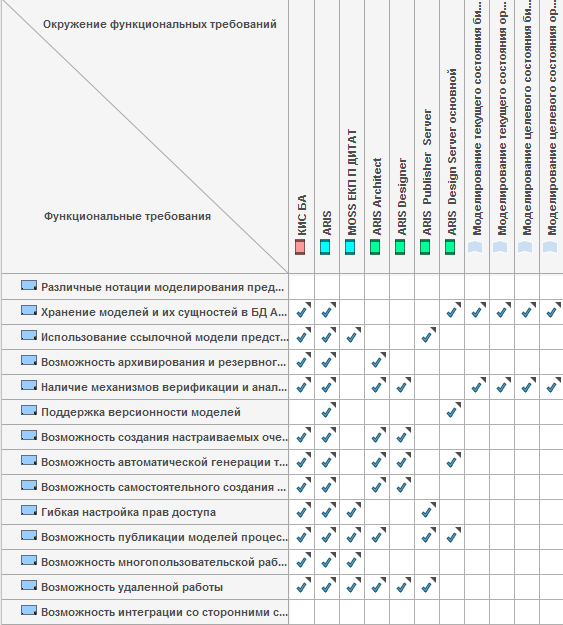 Окружение функциональных требований
Функциональные требования
КИС БА
ARIS
MOSS ЕКП П ДИТАТ
ARIS Architect
ARIS Designer
ARIS Publisher Server
ARIS Design Server основной
Моделирование текущего состояния би...
Моделирование текущего состояния ор...
Моделирование целевого состояния би...
Моделирование целевого состояния ор...
Различные нотации моделирования пред...
Хранение моделей и их сущностей в БД А...
Использование ссылочной модели предст...
Возможность архивирования и резервног...
Наличие механизмов верификации и анал...
Поддержка версионности моделей
Возможность создания настраиваемых оче...
Возможность автоматической генерации т...
Возможность самостоятельного создания ...
Гибкая настройка прав доступа
Возможность публикации моделей процес...
Возможность многопользовательской раб...
Возможность удаленной работы
Возможность интеграции со сторонними с...